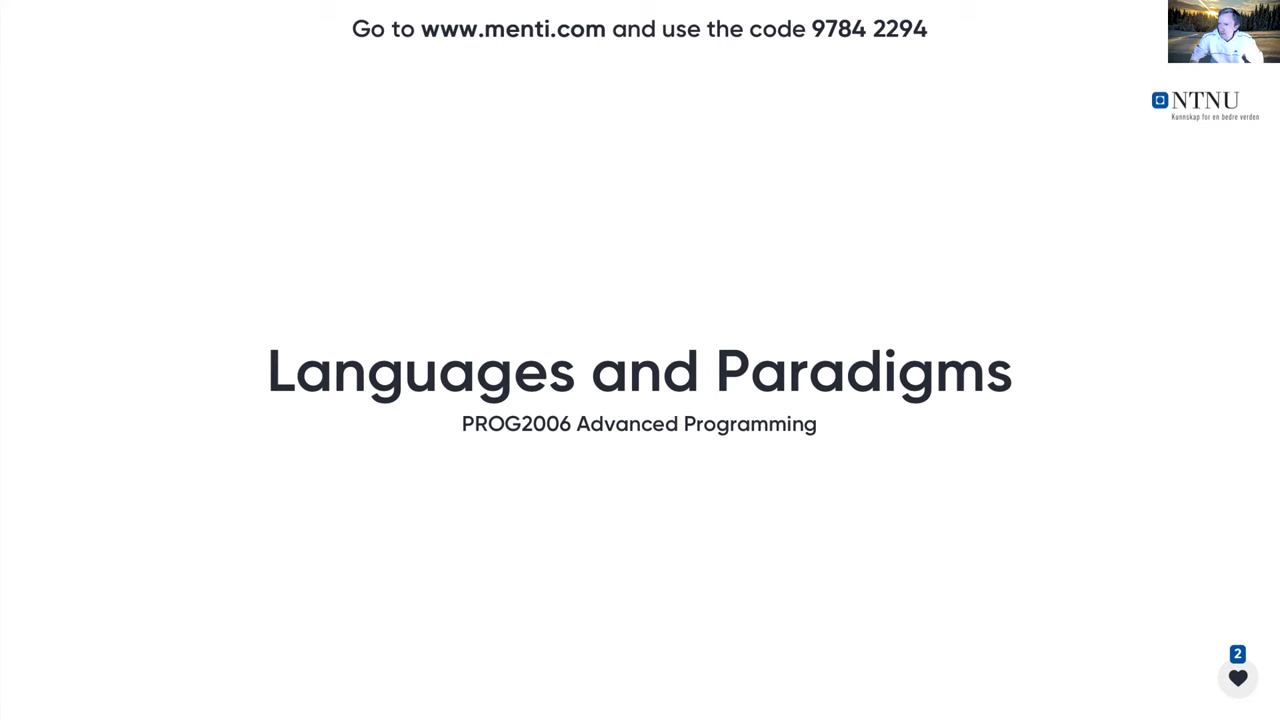 Go to www.menti.com and use the code 9784 2294
NTNU
Kunnskap for en bedre verden
Languages and Paradigms
PROG2006 Advanced Programming
2